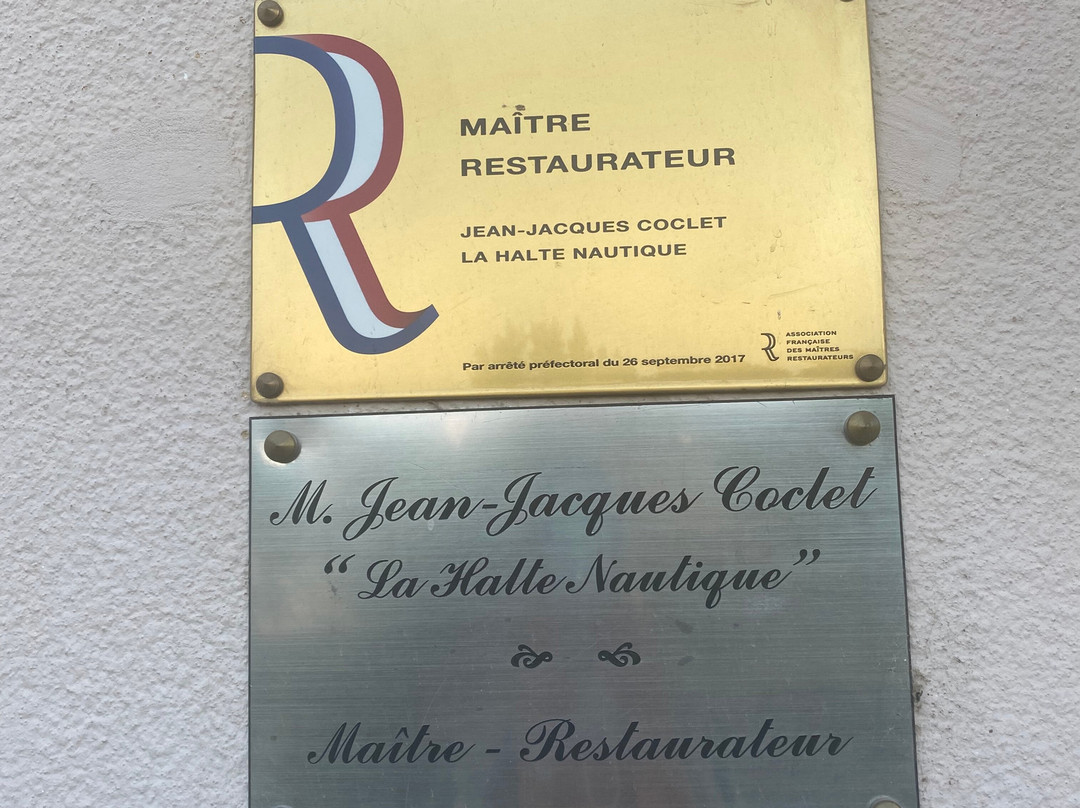 MAÎTRE
RESTAURATEUR
JEAN-JACQUES COCLET
LA HALTE NAUTIQUE
Par arrêté préfectoral du 26 septembre 2017
ASSOCIATION
FRANÇAISE
DES MAÎTRES
RESTAURATEURS
M. Jean-Jacques Coclet
“La Halte Nautique”
Maître - Restaurateur